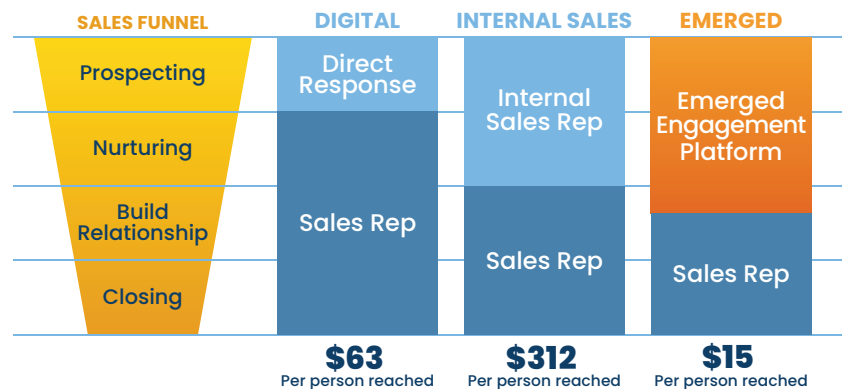 SALES FUNNEL
DIGITAL
INTERNAL SALES
EMERGED
Prospecting
Nurturing
Build
Relationship
Closing
Direct
Response
Sales Rep
$63
Per person reached
Internal
Sales Rep
Sales Rep
$312
Per person reached
Emerged
Engagement
Platform
Sales Rep
$15
Per person reached